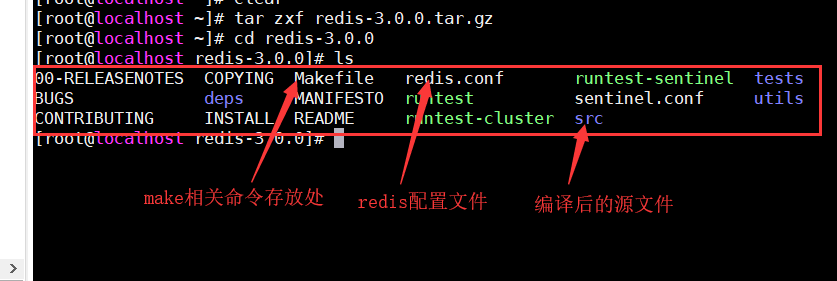 [root@localhost ~]# clear
[root@localhost ~]# tar zxf redis-3.0.0.tar.gz
[root@localhost ~]# cd redis-3.0.0
[root@localhost redis-3.0.0]# ls
00-RELEASENOTES COPYING Makefile redis.conf runtest-sentinel tests
BUGS deps MANIFESTO runtest sentinel.conf utils
CONTRIBUTING INSTALL README runtest-cluster src
[root@localhost redis-3.0.0]#
make相关命令存放处 redis配置文件 编译后的源文件